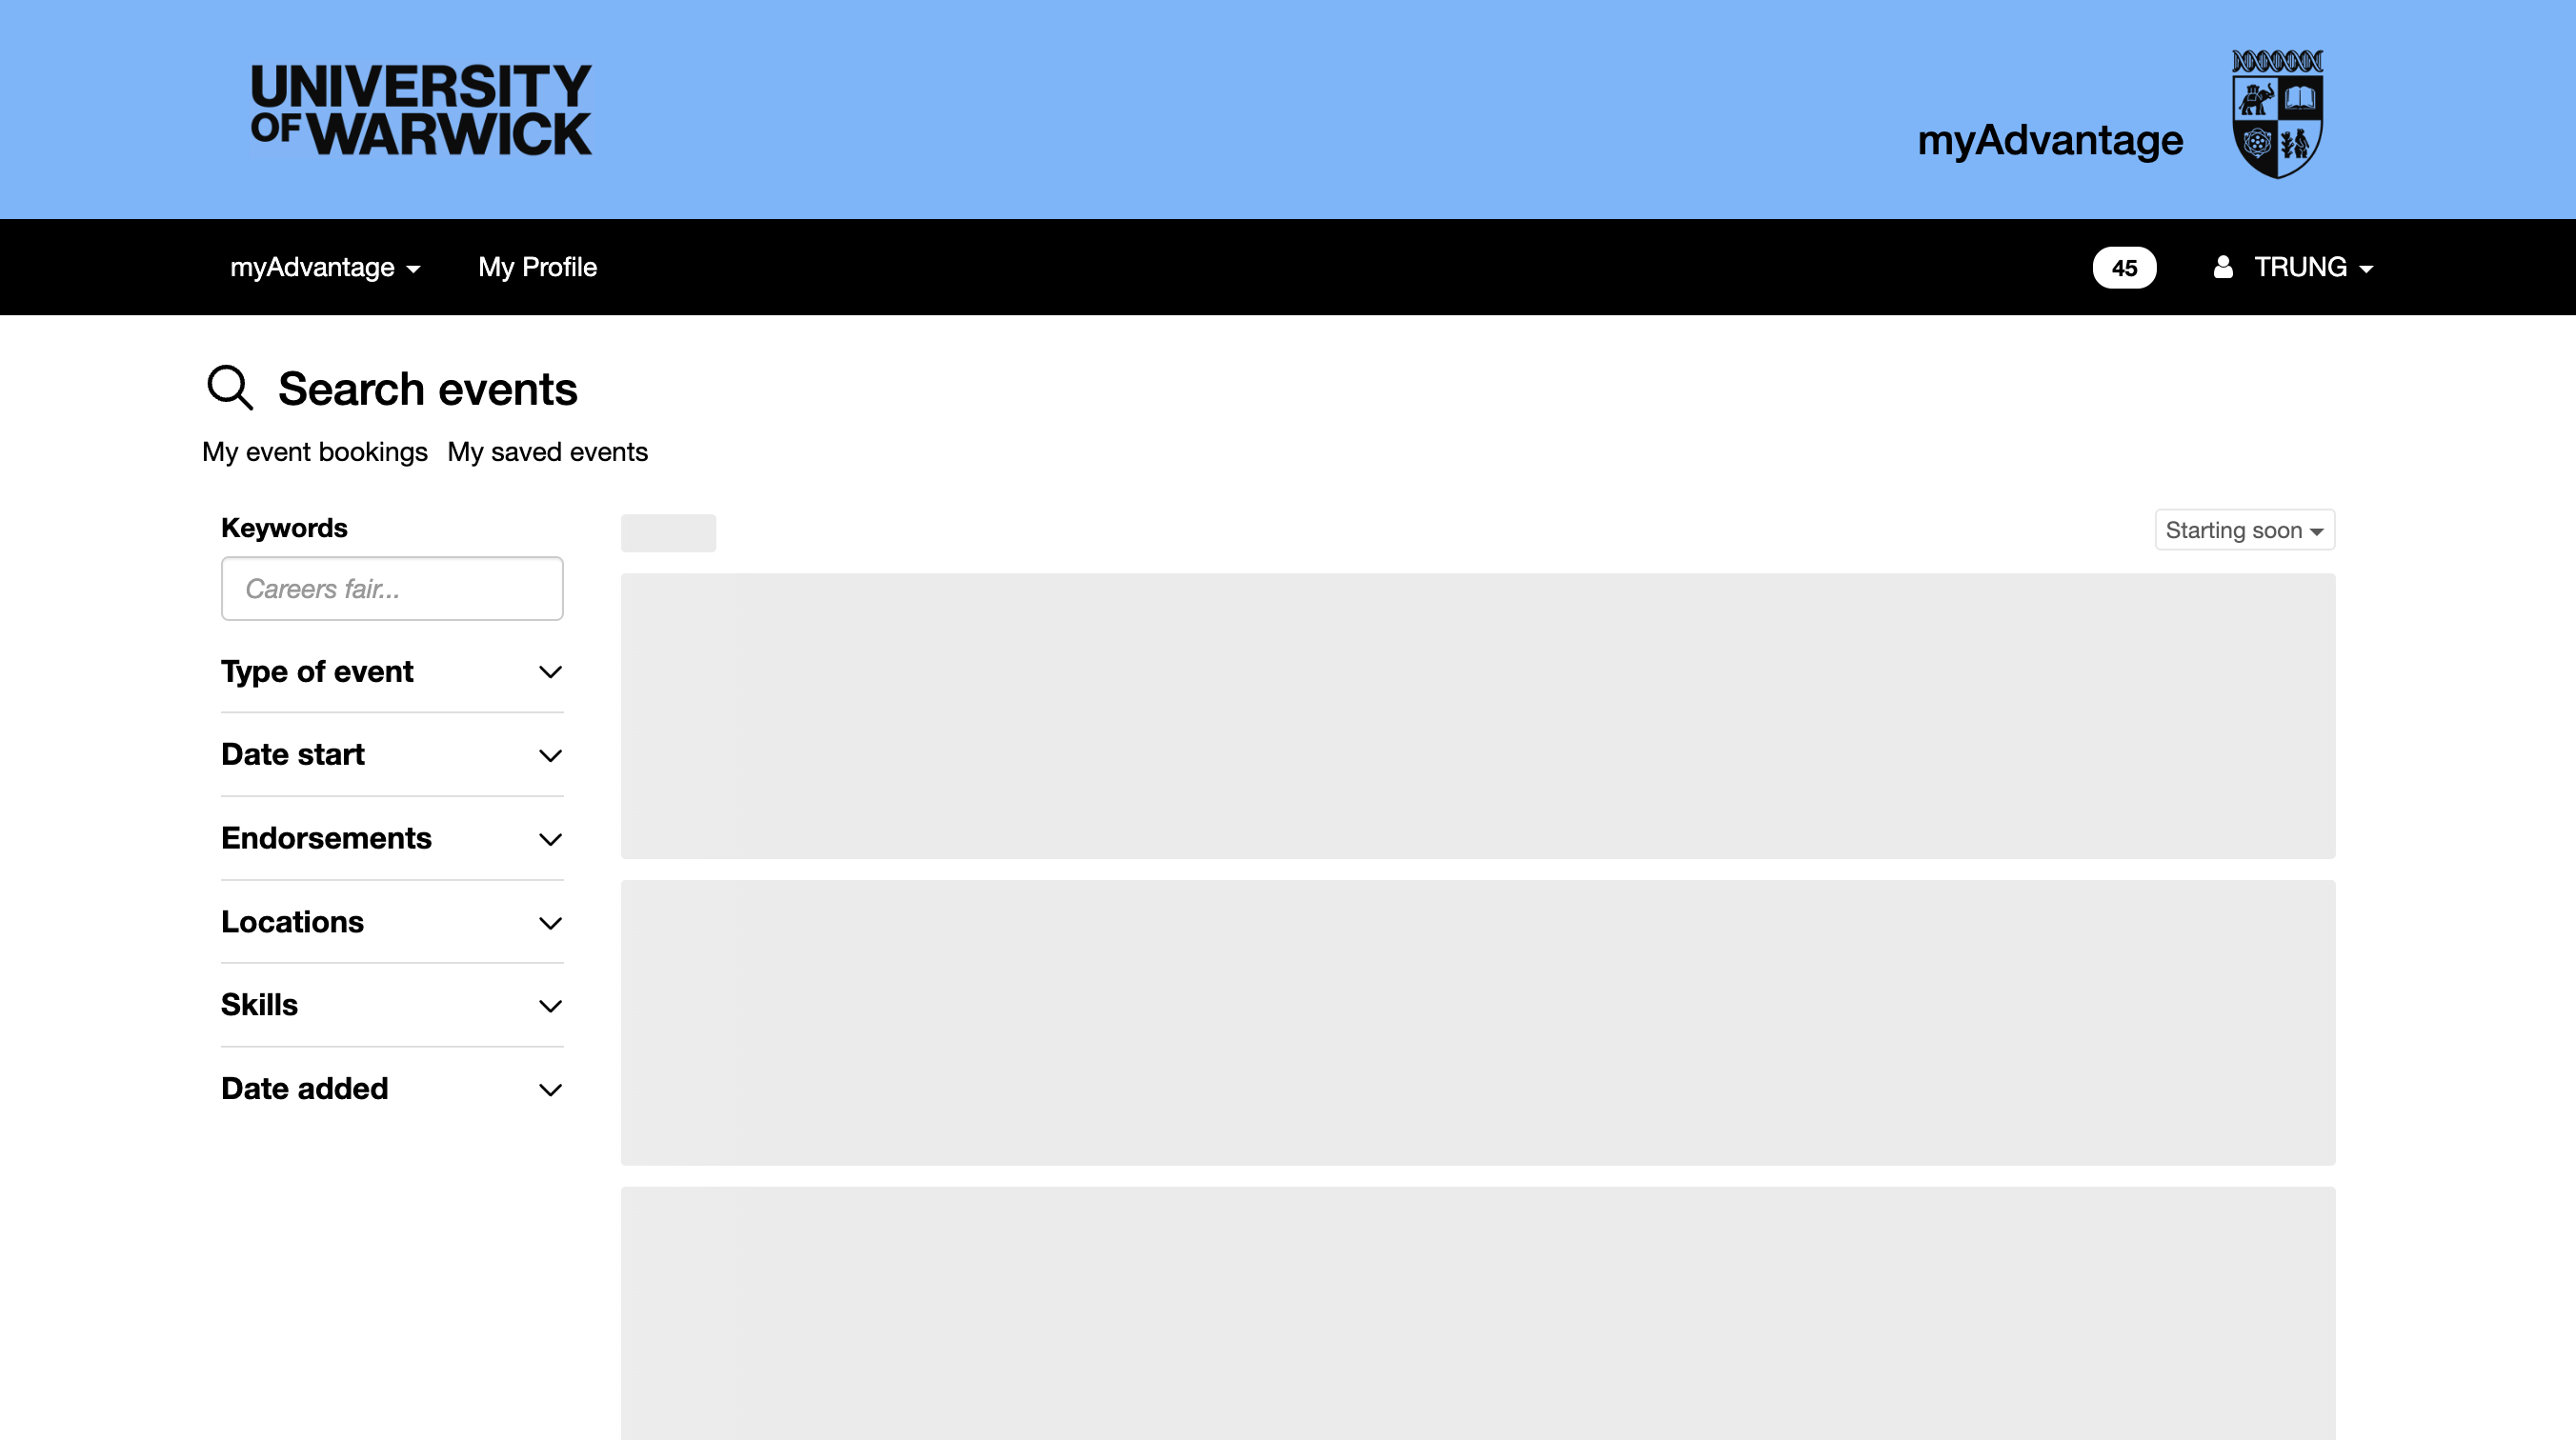 UNIVERSITY
OF WARWICK
myAdvantage
myAdvantage
My Profile
45
TRUNG
Search events
My event bookings
My saved events
Keywords
Careers fair...
Type of event
Date start
Endorsements
Locations
Skills
Date added
Starting soon